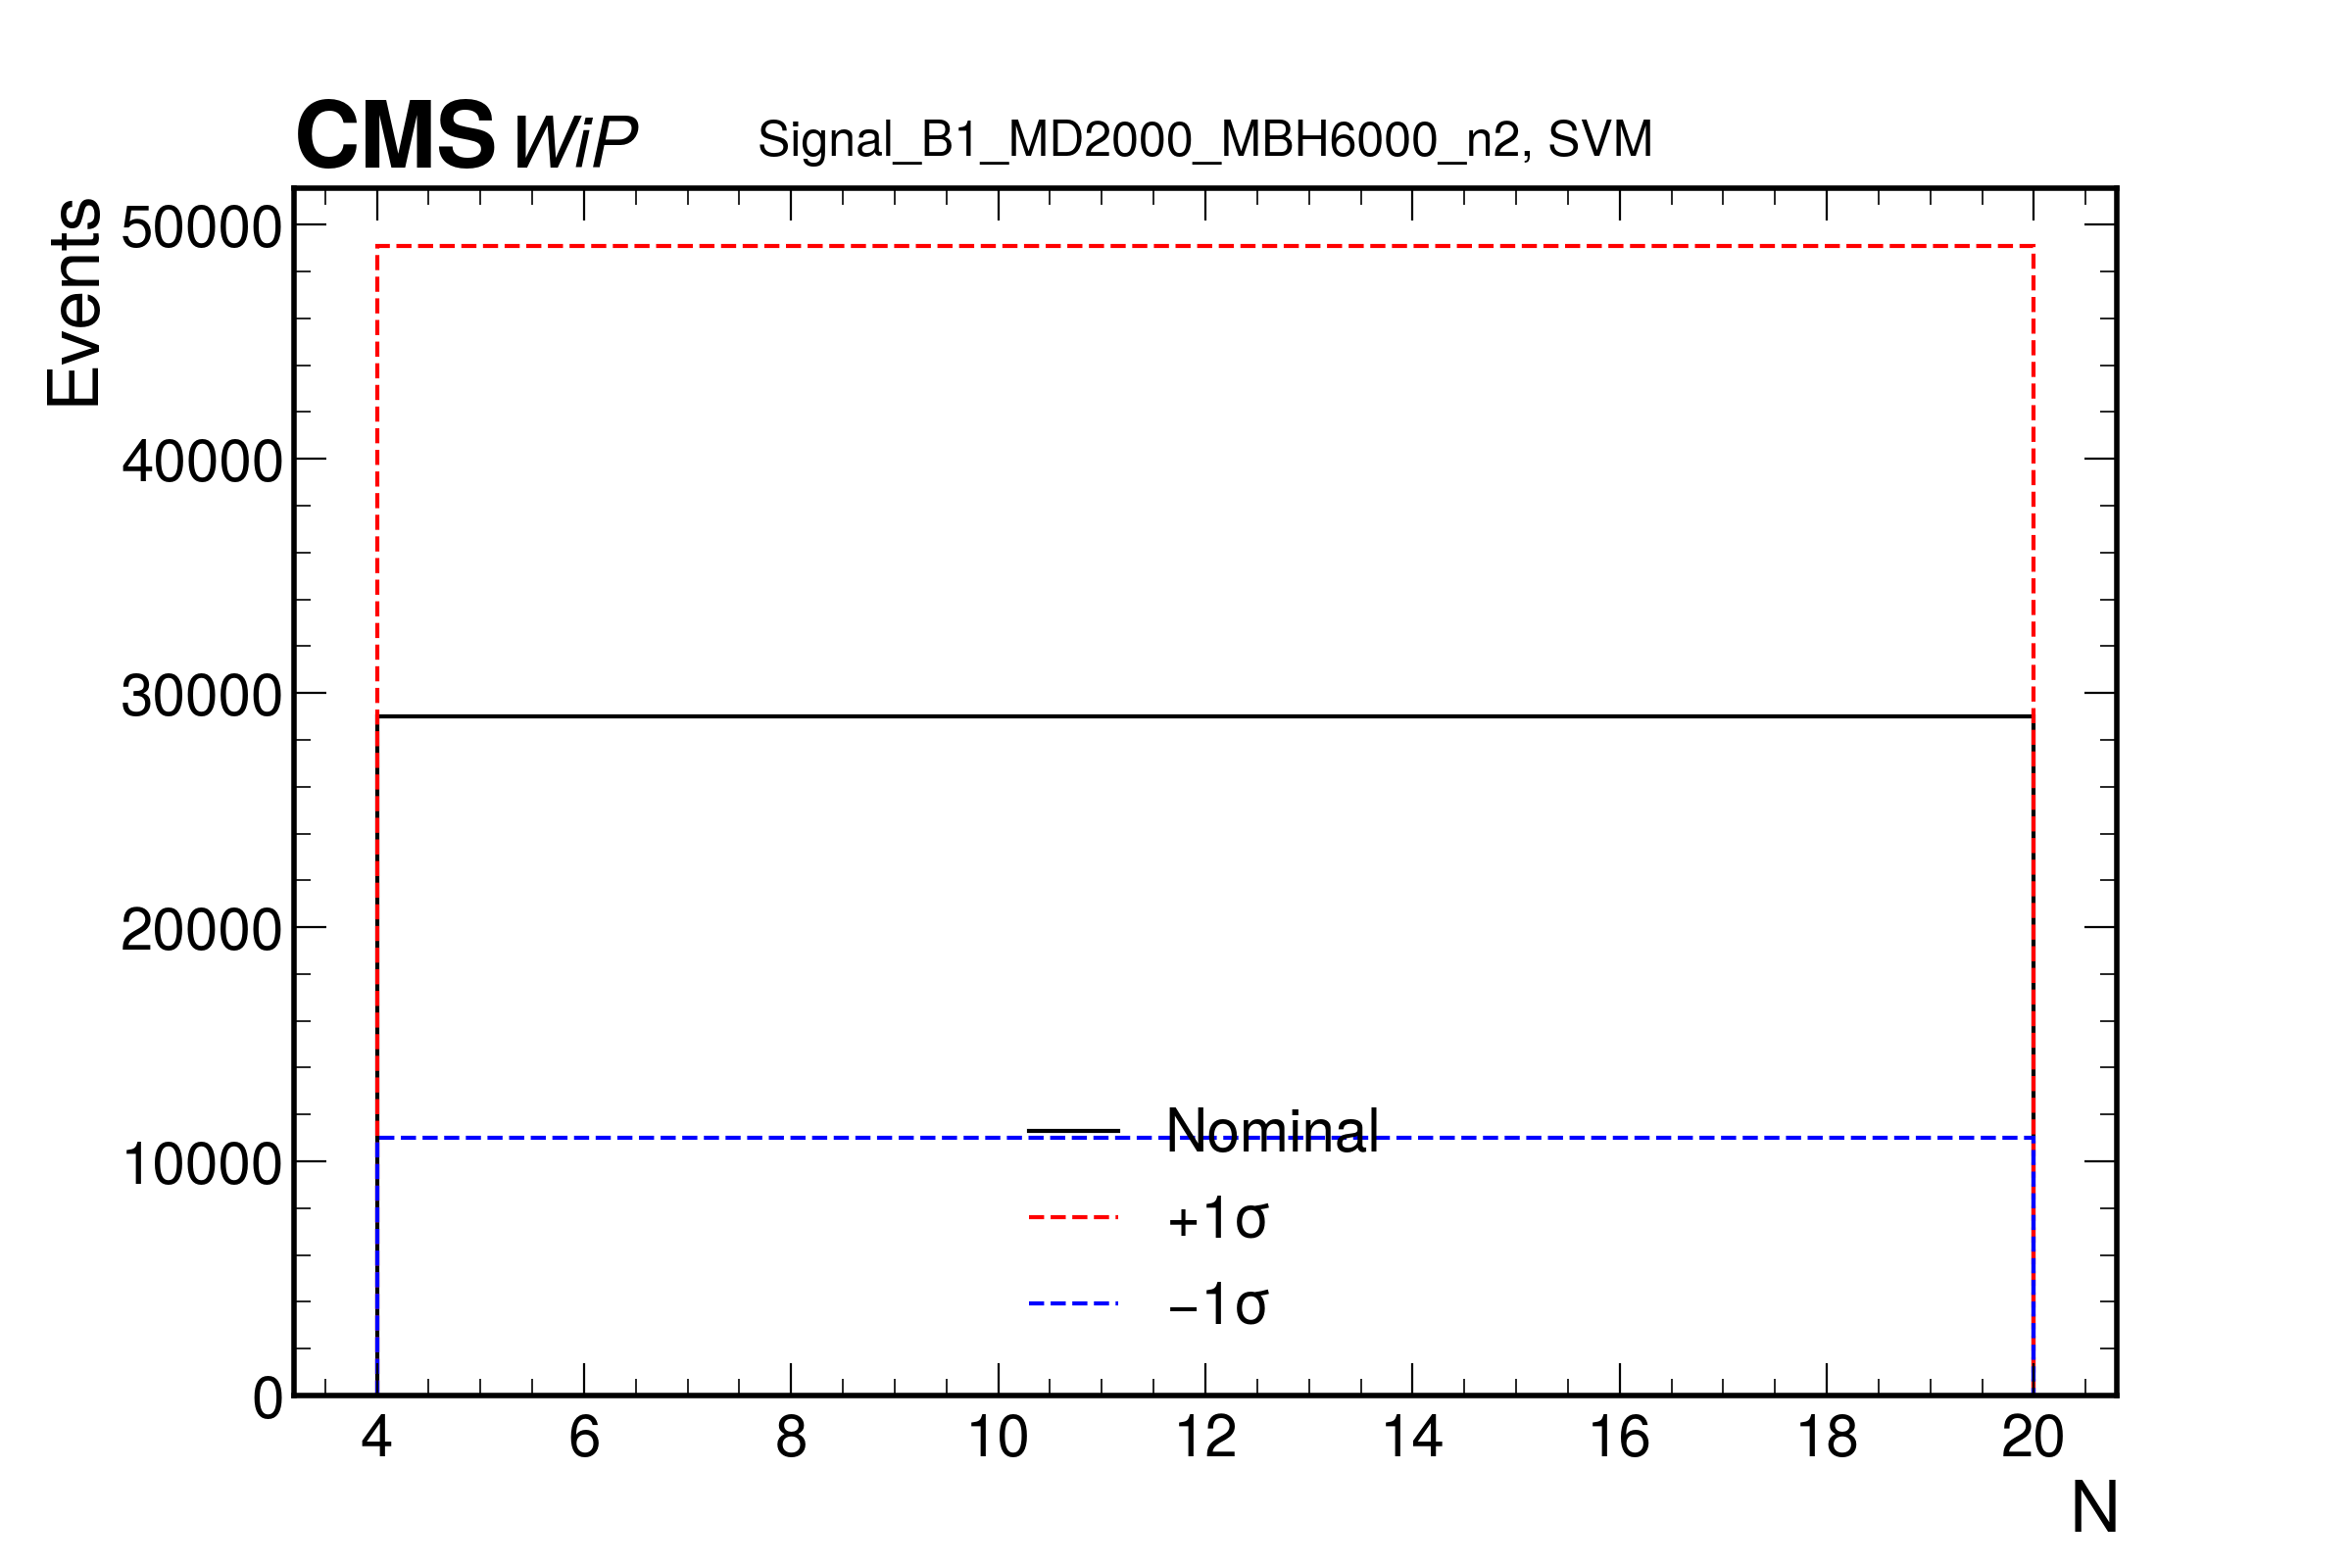 CMS WiP
Signal_B1_MD2000_MBH6000_n2, SVM
Events
50000
40000
30000
20000
10000
0
Nominal
+1σ
−1σ
4 6 8 10 12 14 16 18 20
N